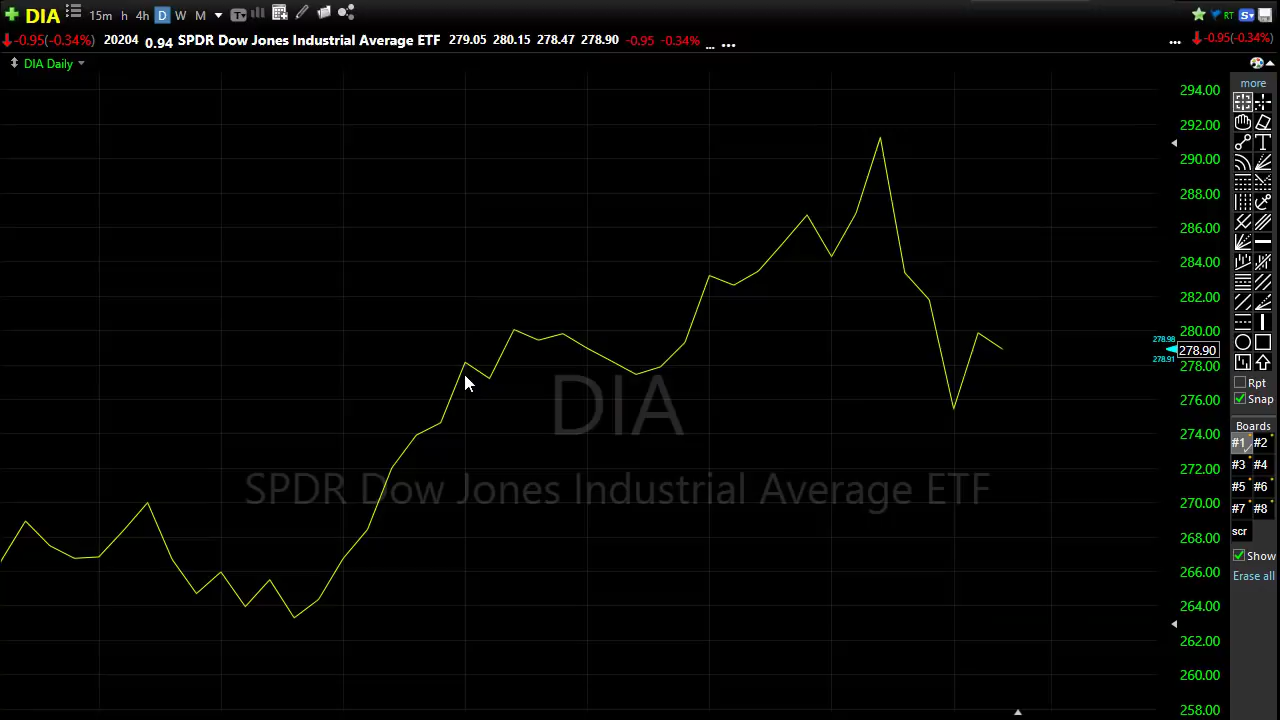 DIA 15m h 4h D W M T RT S
-0.95(-0.34%) 20204 0.94 SPDR Dow Jones Industrial Average ETF 279.05 280.15 278.47 278.90 -0.95 -0.34% ... ... ... -0.95(-0.34%)
DIA Daily
more
294.00
292.00
290.00
288.00
286.00
284.00
282.00
280.00
278.98
278.90
278.91
278.00
276.00
274.00
272.00
270.00
268.00
266.00
264.00
262.00
260.00
258.00
DIA
SPDR Dow Jones Industrial Average ETF
T
Rpt
Snap
Boards
#1 #2
#3 #4
#5 #6
#7 #8
scr
Show
Erase all